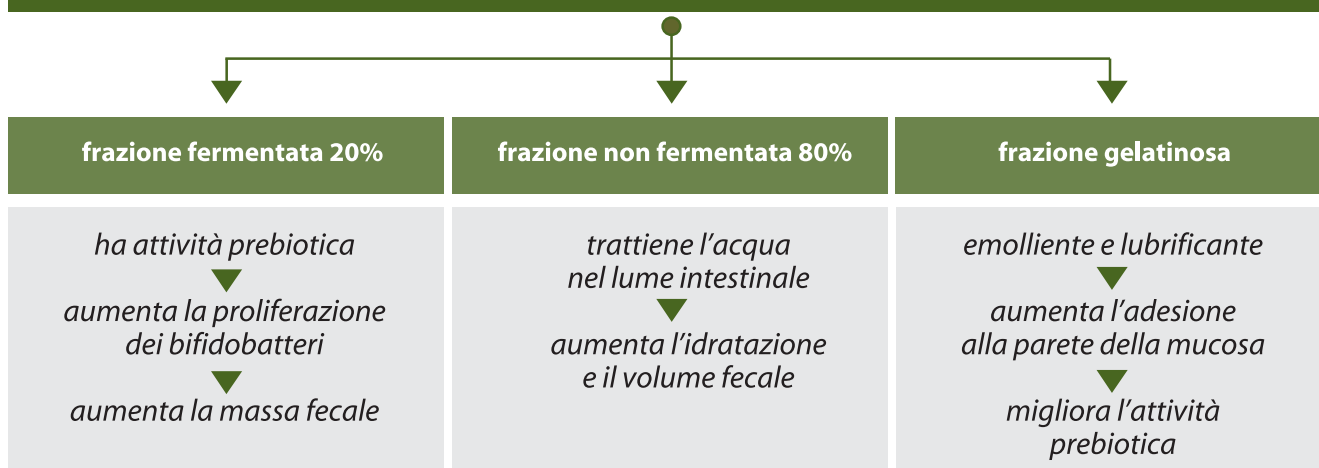 frazione fermentata 20%
ha attività prebiotica
aumenta la proliferazione
dei bifidobatteri
aumenta la massa fecale
frazione non fermentata 80%
trattiene l’acqua
nel lume intestinale
aumenta l’idratazione
e il volume fecale
frazione gelatinosa
emolliente e lubrificante
aumenta l’adesione
alla parete della mucosa
migliora l’attività
prebiotica